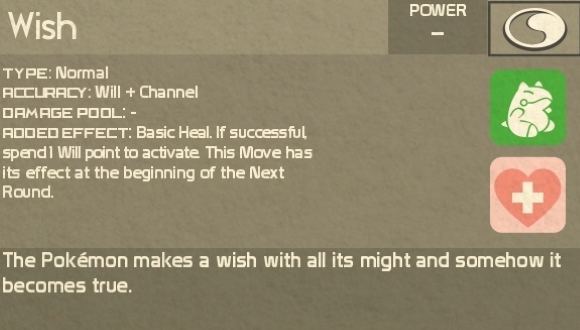 Wish
POWER
–
TYPE: Normal
ACCURACY: Will + Channel
DAMAGE POOL: -
ADDED EFFECT: Basic Heal. If successful,
spend 1 Will point to activate. This Move has
its effect at the beginning of the Next
Round.
The Pokémon makes a wish with all its might and somehow it
becomes true.